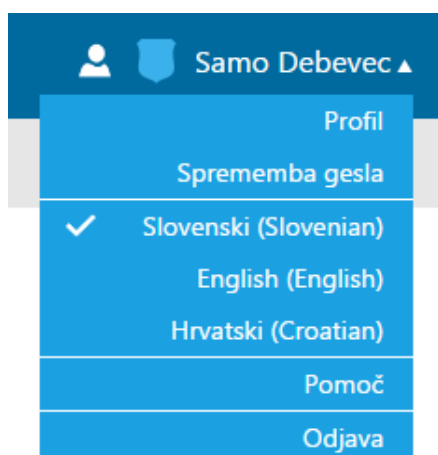 Samo Debevec
Profil
Sprememba gesla
Slovenski (Slovenian)
English (English)
Hrvatski (Croatian)
Pomoč
Odjava